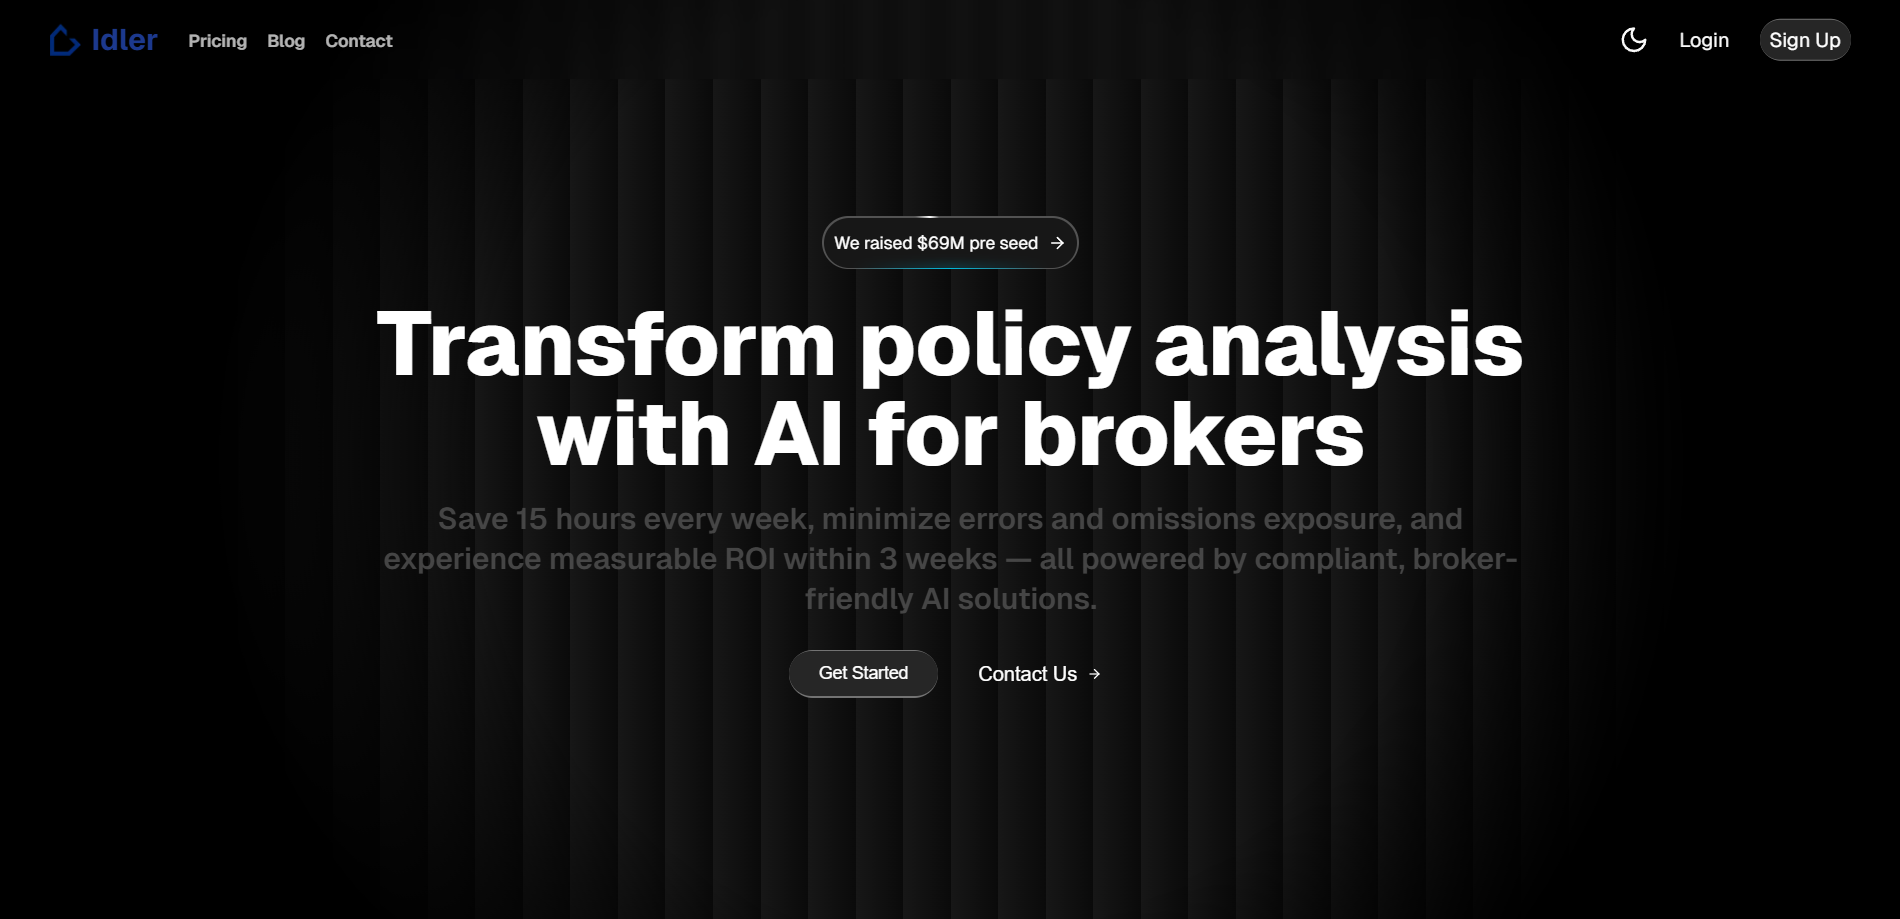 Idler
Pricing
Blog
Contact
Login
Sign Up
We raised $69M pre seed
Transform policy analysis
with AI for brokers
Save 15 hours every week, minimize errors and omissions exposure, and
experience measurable ROI within 3 weeks — all powered by compliant, broker-
friendly AI solutions.
Get Started
Contact Us